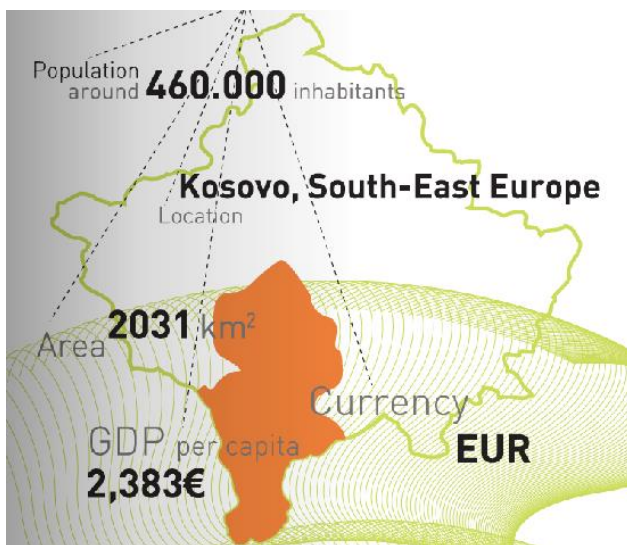 Population
around 460.000 inhabitants
Kosovo, South-East Europe
Location
Area 2031 km²
Currency
GDP per capita
EUR
2,383€